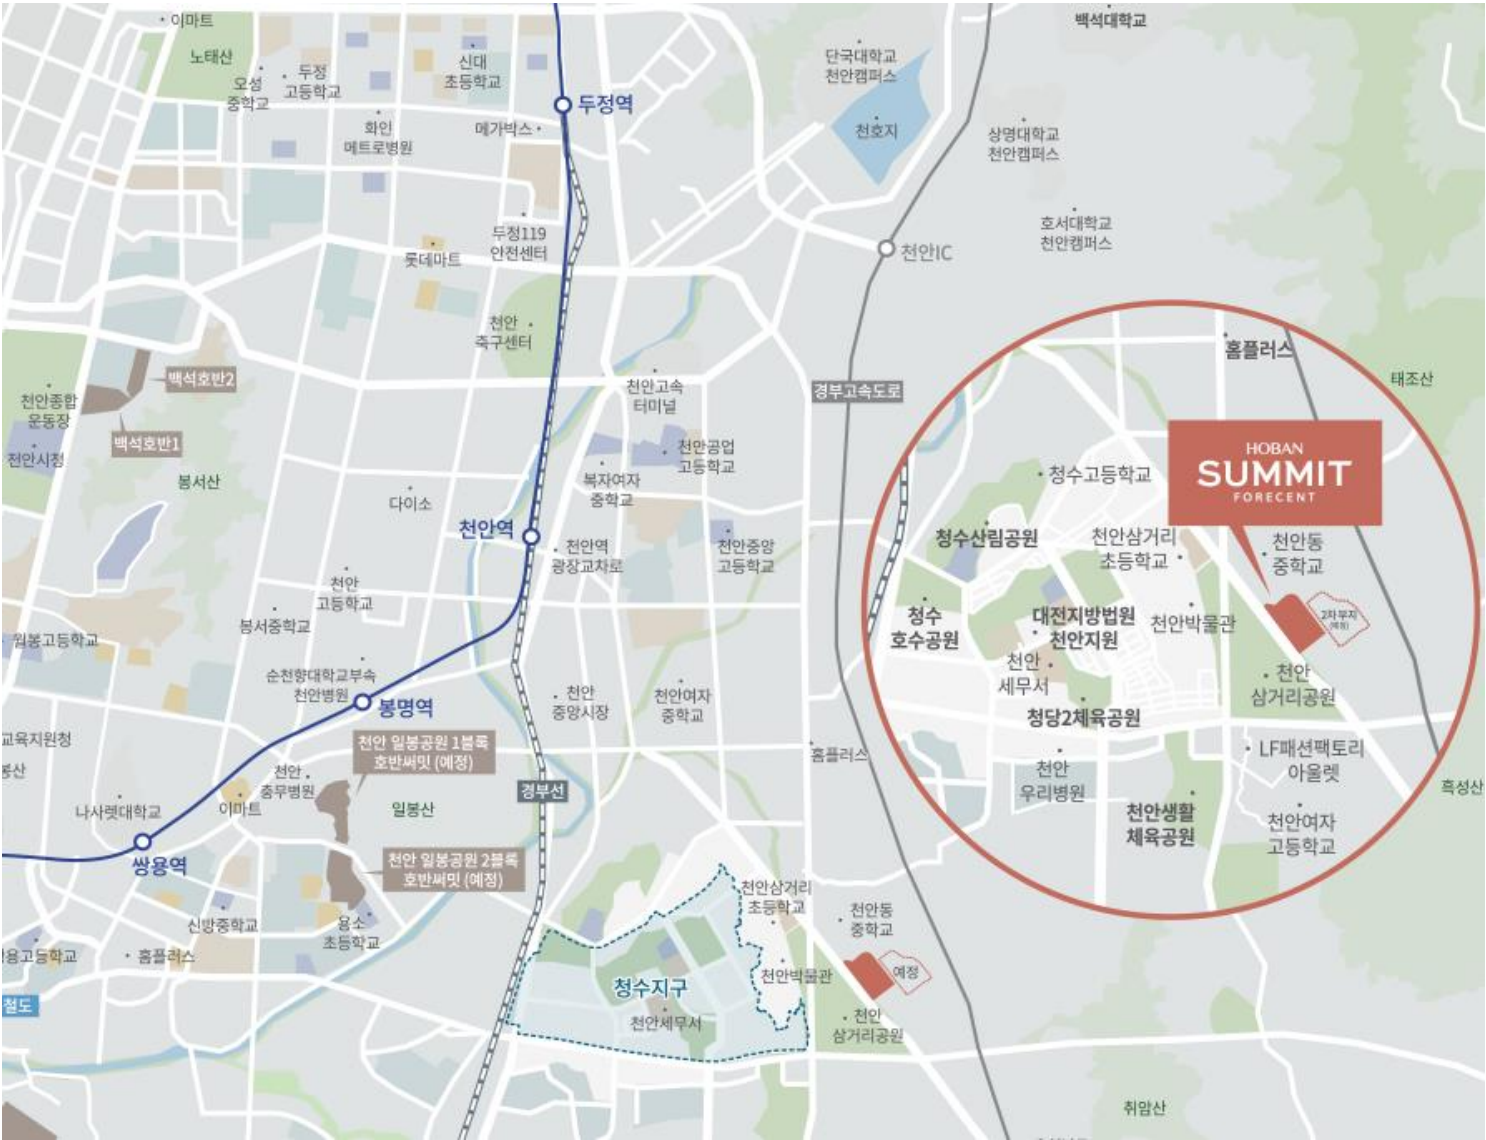 이마트
노태산
오성
중학교
두정
고등학교
신대
초등학교
두정역
화인
메트로병원
메가박스
단국대학교
천안캠퍼스
백석대학교
천호지
상명대학교
천안캠퍼스
호서대학교
천안캠퍼스
두정119
안전센터
롯데마트
천안IC
천안
축구센터
백석호반2
백석호반1
천안종합
운동장
천안시청
봉서산
천안고속
터미널
경부고속도로
천안공업
고등학교
복자여자
중학교
다이소
천안역
천안역
광장교차로
천안중앙
고등학교
천안
고등학교
봉서중학교
월봉고등학교
순천향대학교부속
천안병원
봉명역
천안
중앙시장
천안여자
중학교
교육지원청
봉산
천안 일봉공원 1블록
호반써밋 (예정)
천안
충무병원
이마트
나사렛대학교
쌍용역
일봉산
경부선
홈플러스
천안 일봉공원 2블록
호반써밋 (예정)
신방중학교
용소
초등학교
용고등학교
홈플러스
철도
천안삼거리
초등학교
천안동
중학교
청수지구
천안박물관
예정
천안세무서
천안
삼거리공원
취암산
흑성산
태조산
홈플러스
HOBAN
SUMMIT
FORECENT
청수고등학교
청수산림공원
천안삼거리
초등학교
천안동
중학교
청수
호수공원
대전지방법원
천안지원
천안박물관
2차 부지
(예정)
천안
세무서
천안
삼거리공원
청당2체육공원
LF패션팩토리
아울렛
천안
우리병원
천안생활
체육공원
천안여자
고등학교